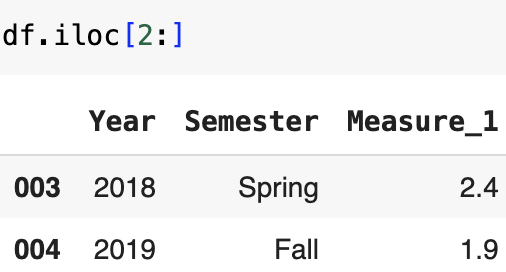 df.iloc[2:]
Year Semester Measure_1
003 2018 Spring 2.4
004 2019 Fall 1.9